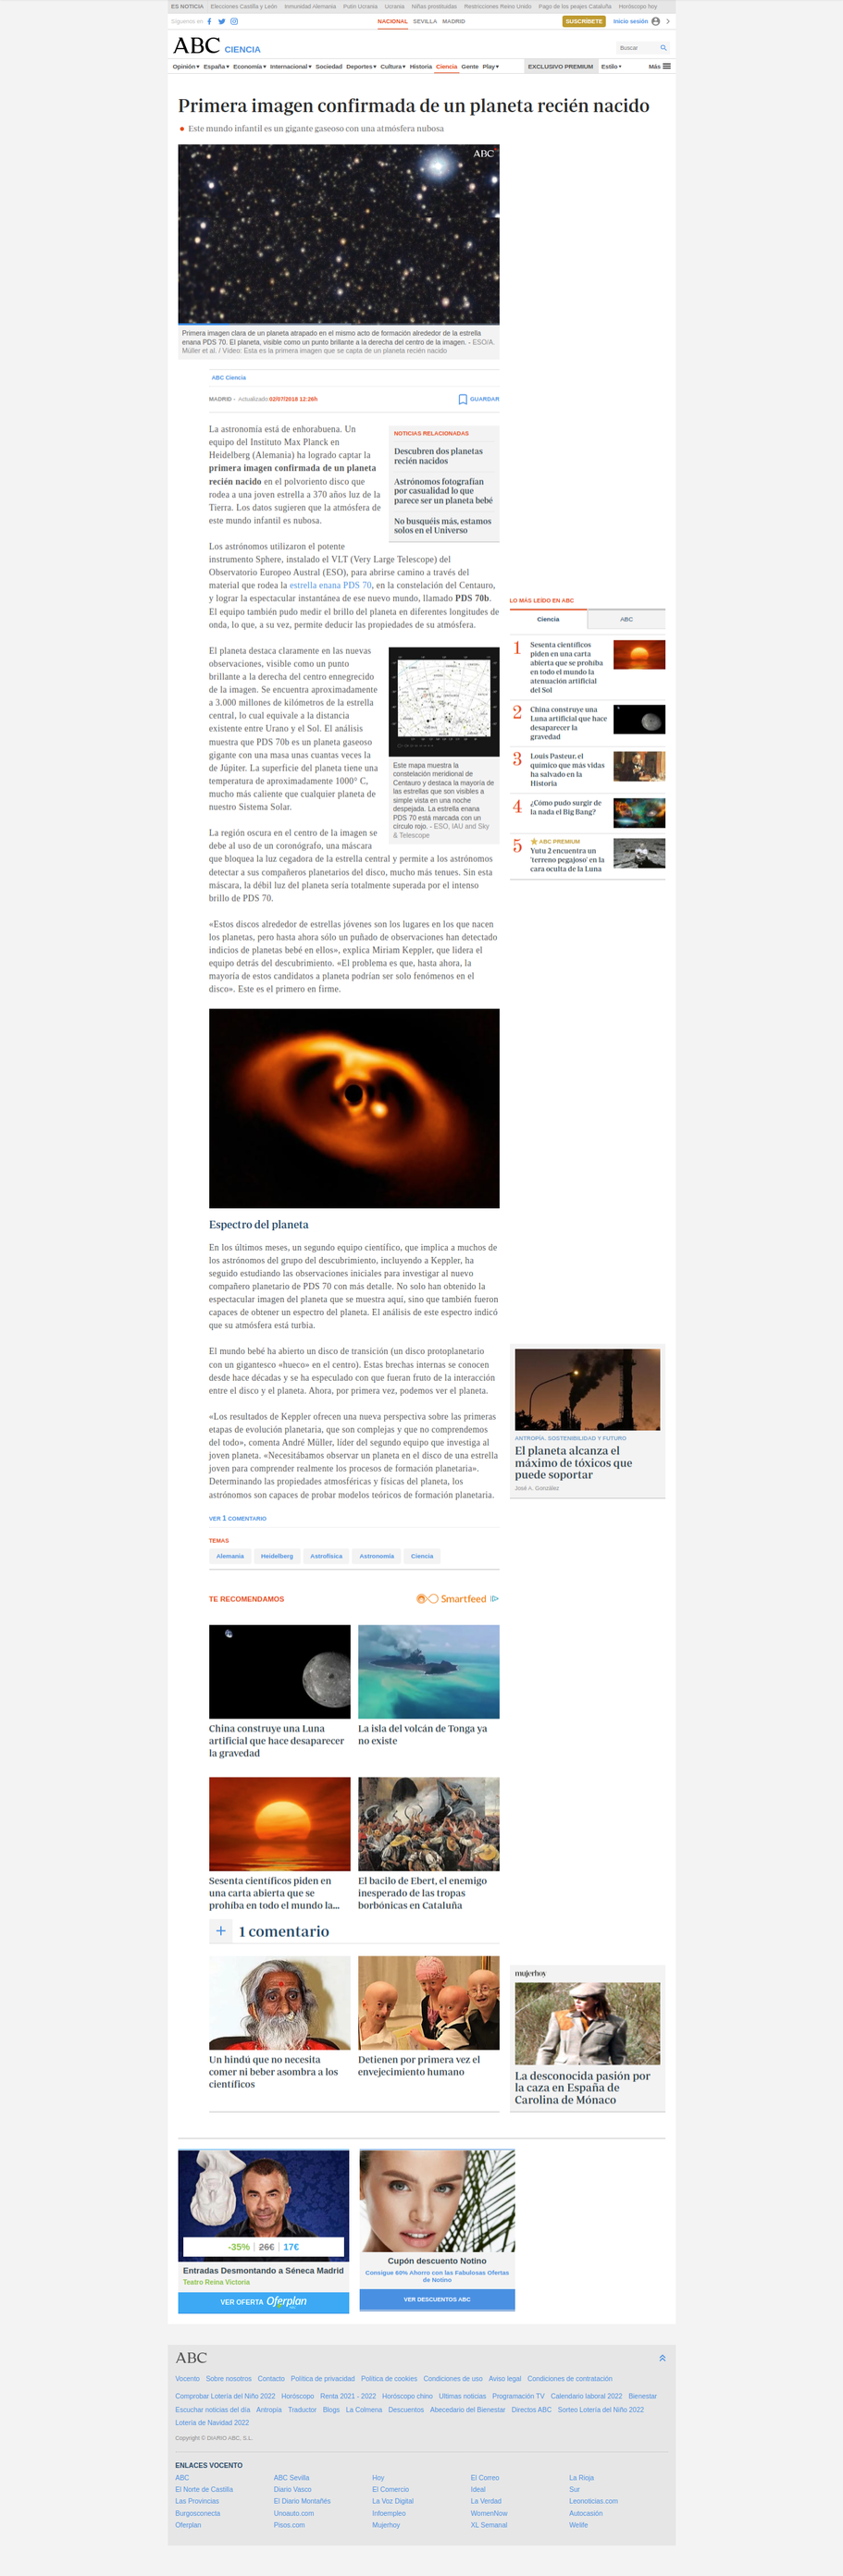 ES NOTICIA Elecciones Castilla y León Inmunidad Alemania Putin Ucrania Ucrania Niñas prostituidas Restricciones Reino Unido Pago de los peajes Cataluña Horóscopo hoy
Síguenos en
NACIONAL SEVILLA MADRID
SUSCRÍBETE Inicio sesión
ABC CIENCIA
Buscar
Opinión España Economía Internacional Sociedad Deportes Cultura Historia Ciencia Gente Play EXCLUSIVO PREMIUM Estilo Más
Primera imagen confirmada de un planeta recién nacido
Este mundo infantil es un gigante gaseoso con una atmósfera nubosa
ABC
Primera imagen clara de un planeta atrapado en el mismo acto de formación alrededor de la estrella
enana PDS 70. El planeta, visible como un punto brillante a la derecha del centro de la imagen. - ESO/A.
Müller et al. / Vídeo: Esta es la primera imagen que se capta de un planeta recién nacido
ABC Ciencia
MADRID - Actualizado:02/07/2018 12:26h
GUARDAR
La astronomía está de enhorabuena. Un
equipo del Instituto Max Planck en
Heidelberg (Alemania) ha logrado captar la
primera imagen confirmada de un planeta
recién nacido en el polvoriento disco que
rodea a una joven estrella a 370 años luz de la
Tierra. Los datos sugieren que la atmósfera de
este mundo infantil es nubosa.
NOTICIAS RELACIONADAS
Descubren dos planetas
recién nacidos
Astrónomos fotografían
por casualidad lo que
parece ser un planeta bebé
No busquéis más, estamos
solos en el Universo
Los astrónomos utilizaron el potente
instrumento Sphere, instalado el VLT (Very Large Telescope) del
Observatorio Europeo Austral (ESO), para abrirse camino a través del
material que rodea la estrella enana PDS 70, en la constelación del Centauro,
y lograr la espectacular instantánea de ese nuevo mundo, llamado PDS 70b.
El equipo también pudo medir el brillo del planeta en diferentes longitudes de
onda, lo que, a su vez, permite deducir las propiedades de su atmósfera.
El planeta destaca claramente en las nuevas
observaciones, visible como un punto
brillante a la derecha del centro ennegrecido
de la imagen. Se encuentra aproximadamente
a 3.000 millones de kilómetros de la estrella
central, lo cual equivale a la distancia
existente entre Urano y el Sol. El análisis
muestra que PDS 70b es un planeta gaseoso
gigante con una masa unas cuantas veces la
de Júpiter. La superficie del planeta tiene una
temperatura de aproximadamente 1000° C,
mucho más caliente que cualquier planeta de
nuestro Sistema Solar.
Este mapa muestra la
constelación meridional de
Centauro y destaca la mayoría de
las estrellas que son visibles a
simple vista en una noche
despejada. La estrella enana
PDS 70 está marcada con un
círculo rojo. - ESO, IAU and Sky
& Telescope
La región oscura en el centro de la imagen se
debe al uso de un coronógrafo, una máscara
que bloquea la luz cegadora de la estrella central y permite a los astrónomos
detectar a sus compañeros planetarios del disco, mucho más tenues. Sin esta
máscara, la débil luz del planeta sería totalmente superada por el intenso
brillo de PDS 70.
«Estos discos alrededor de estrellas jóvenes son los lugares en los que nacen
los planetas, pero hasta ahora sólo un puñado de observaciones han detectado
indicios de planetas bebé en ellos», explica Miriam Keppler, que lidera el
equipo detrás del descubrimiento. «El problema es que, hasta ahora, la
mayoría de estos candidatos a planeta podrían ser solo fenómenos en el
disco». Este es el primero en firme.
Espectro del planeta
En los últimos meses, un segundo equipo científico, que implica a muchos de
los astrónomos del grupo del descubrimiento, incluyendo a Keppler, ha
seguido estudiando las observaciones iniciales para investigar al nuevo
compañero planetario de PDS 70 con más detalle. No solo han obtenido la
espectacular imagen del planeta que se muestra aquí, sino que también fueron
capaces de obtener un espectro del planeta. El análisis de este espectro indicó
que su atmósfera está turbia.
El mundo bebé ha abierto un disco de transición (un disco protoplanetario
con un gigantesco «hueco» en el centro). Estas brechas internas se conocen
desde hace décadas y se ha especulado con que fueran fruto de la interacción
entre el disco y el planeta. Ahora, por primera vez, podemos ver el planeta.
«Los resultados de Keppler ofrecen una nueva perspectiva sobre las primeras
etapas de evolución planetaria, que son complejas y que no comprendemos
del todo», comenta André Müller, líder del segundo equipo que investiga al
joven planeta. «Necesitábamos observar un planeta en el disco de una estrella
joven para comprender realmente los procesos de formación planetaria».
Determinando las propiedades atmosféricas y físicas del planeta, los
astrónomos son capaces de probar modelos teóricos de formación planetaria.
VER 1 COMENTARIO
TEMAS
Alemania Heidelberg Astrofísica Astronomía Ciencia
LO MÁS LEÍDO EN ABC
Ciencia ABC
1 Sesenta científicos
piden en una carta
abierta que se prohíba
en todo el mundo la
atenuación artificial
del Sol
2 China construye una
Luna artificial que hace
desaparecer la
gravedad
3 Louis Pasteur, el
químico que más vidas
ha salvado en la
Historia
4 ¿Cómo pudo surgir de
la nada el Big Bang?
5 ABC PREMIUM
Yutu 2 encuentra un
'terreno pegajoso' en la
cara oculta de la Luna
ANTROPÍA. SOSTENIBILIDAD Y FUTURO
El planeta alcanza el
máximo de tóxicos que
puede soportar
José A. González
TE RECOMENDAMOS
Smartfeed
China construye una Luna
artificial que hace desaparecer
la gravedad
La isla del volcán de Tonga ya
no existe
Sesenta científicos piden en
una carta abierta que se
prohíba en todo el mundo la...
El bacilo de Ebert, el enemigo
inesperado de las tropas
borbónicas en Cataluña
+ 1 comentario
Un hindú que no necesita
comer ni beber asombra a los
científicos
Detienen por primera vez el
envejecimiento humano
mujerhoy
La desconocida pasión por
la caza en España de
Carolina de Mónaco
-35% 26€ 17€
Entradas Desmontando a Séneca Madrid
Teatro Reina Victoria
VER OFERTA Oferplan
Cupón descuento Notino
Consigue 60% Ahorro con las Fabulosas Ofertas
de Notino
VER DESCUENTOS ABC
ABC
Vocento Sobre nosotros Contacto Política de privacidad Política de cookies Condiciones de uso Aviso legal Condiciones de contratación
Comprobar Lotería del Niño 2022 Horóscopo Renta 2021 - 2022 Horóscopo chino Ultimas noticias Programación TV Calendario laboral 2022 Bienestar
Escuchar noticias del día Antropía Traductor Blogs La Colmena Descuentos Abecedario del Bienestar Directos ABC Sorteo Lotería del Niño 2022
Lotería de Navidad 2022
Copyright © DIARIO ABC, S.L.
ENLACES VOCENTO
ABC ABC Sevilla Hoy El Correo La Rioja
El Norte de Castilla Diario Vasco El Comercio Ideal Sur
Las Provincias El Diario Montañés La Voz Digital La Verdad Leonoticias.com
Burgosconecta Unoauto.com Infoempleo WomenNow Autocasión
Oferplan Pisos.com Mujerhoy XL Semanal Welife